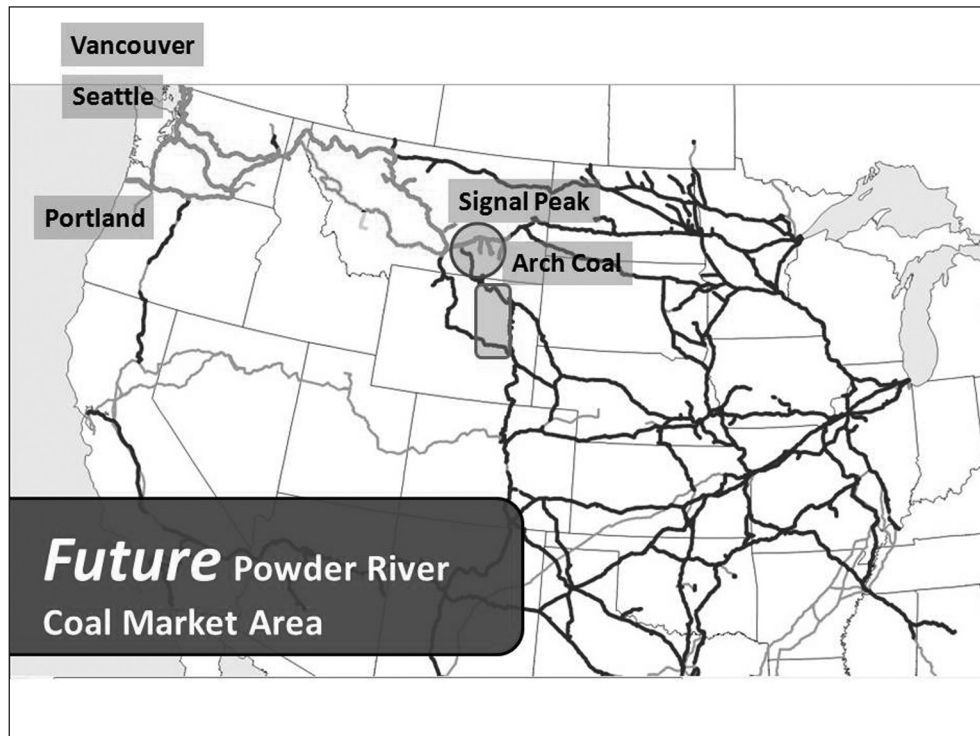 Vancouver
Seattle
Signal Peak
Portland
Arch Coal
Future Powder River
Coal Market Area